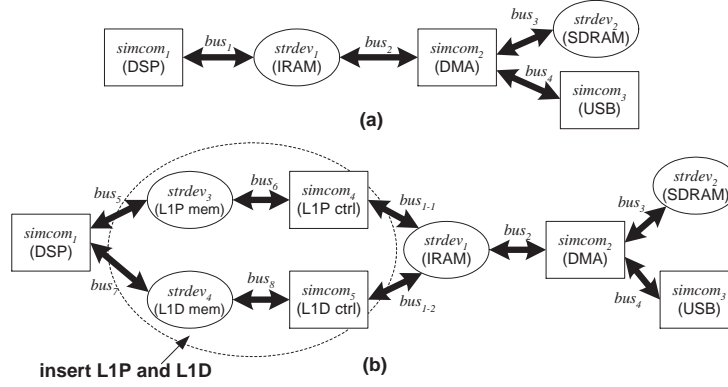 simcom1
(DSP)
bus1
strdev1
(IRAM)
bus2
simcom2
(DMA)
bus3
strdev2
(SDRAM)
bus4
simcom3
(USB)
(a)
simcom1
(DSP)
bus5
strdev3
(L1P mem)
bus6
simcom4
(L1P ctrl)
bus1-1
bus7
strdev4
(L1D mem)
bus8
simcom5
(L1D ctrl)
bus1-2
strdev1
(IRAM)
bus2
simcom2
(DMA)
bus3
strdev2
(SDRAM)
bus4
simcom3
(USB)
insert L1P and L1D
(b)